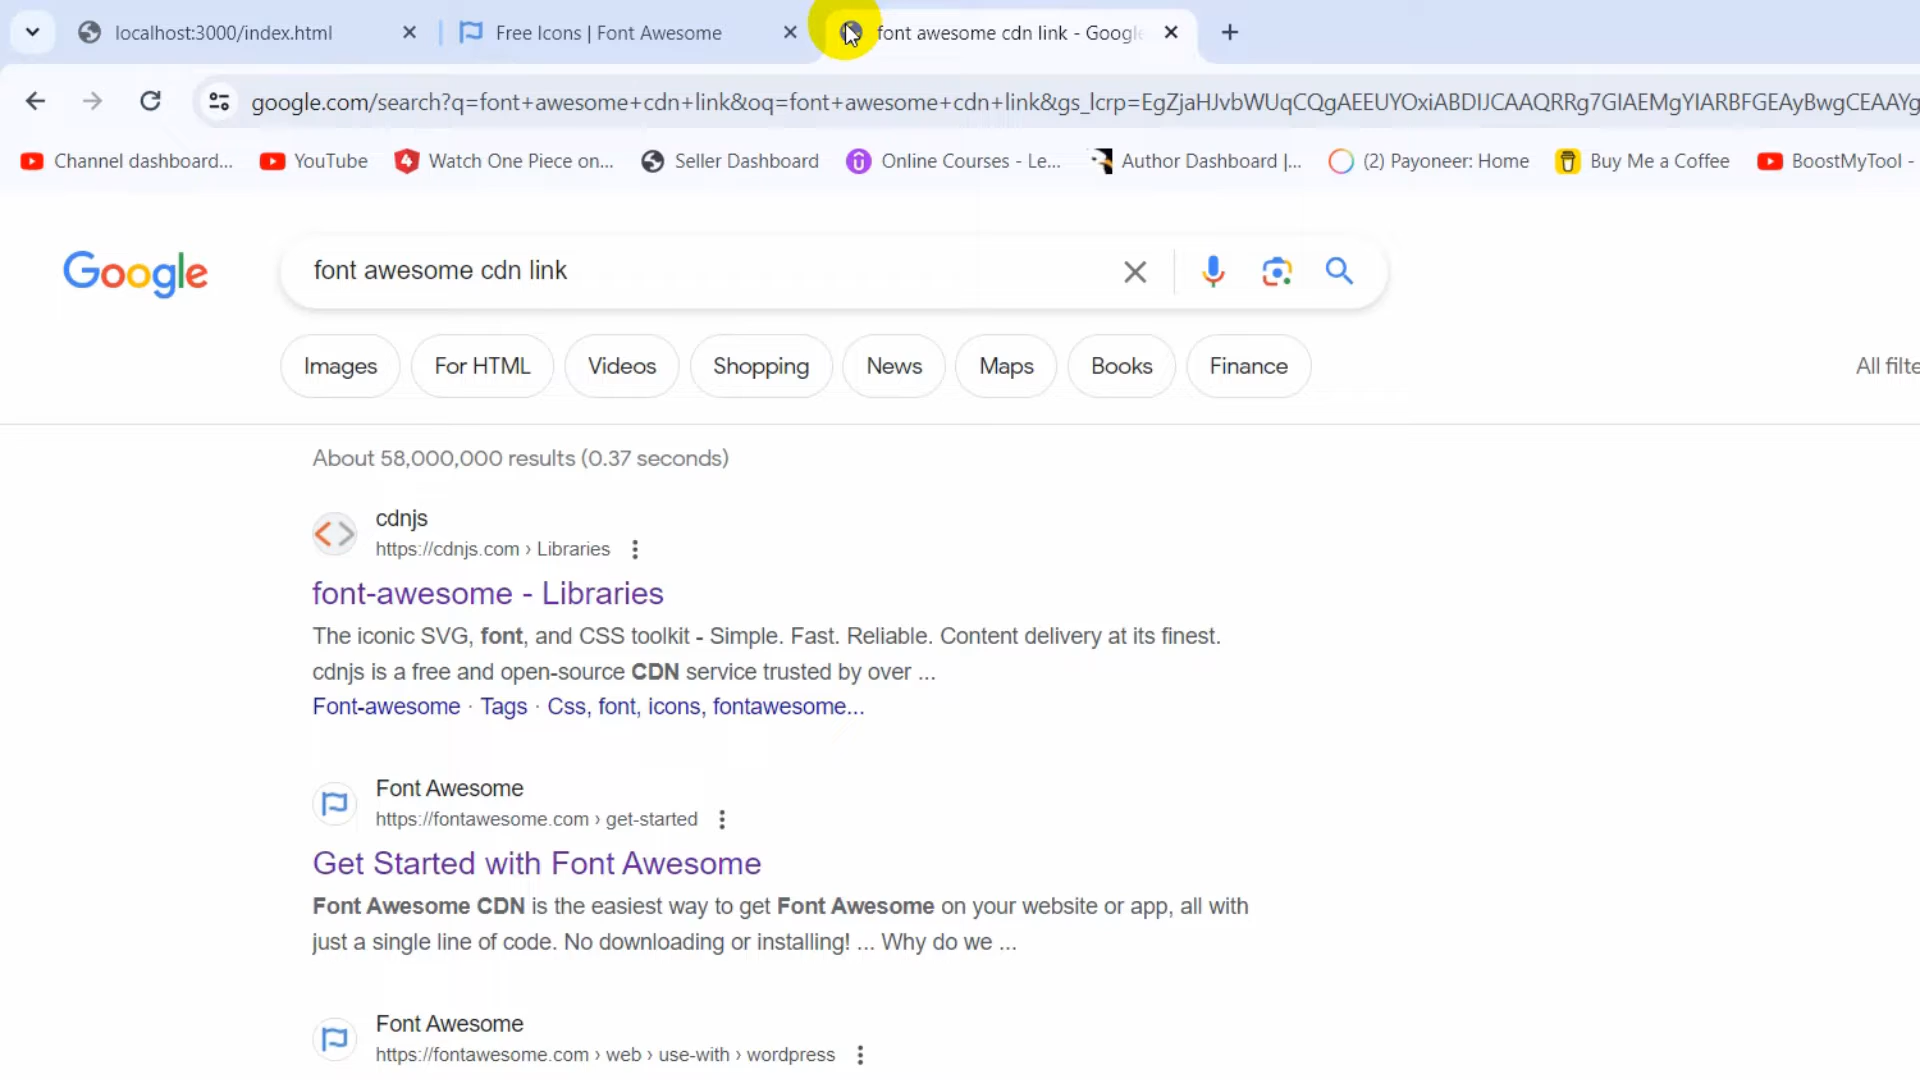 localhost:3000/index.html
Free Icons | Font Awesome
font awesome cdn link - Google
google.com/search?q=font+awesome+cdn+link&oq=font+awesome+cdn+link&gs_lcrp=EgZjaHJvbWUqCQgAEEUYOxiABDIJCAAQRRg7GIAEMgYIARBFGEAyBwgCEAAYg
Channel dashboard... YouTube Watch One Piece on... Seller Dashboard Online Courses - Le... Author Dashboard |... (2) Payoneer: Home Buy Me a Coffee BoostMyTool -
Google
font awesome cdn link
Images For HTML Videos Shopping News Maps Books Finance All filte
About 58,000,000 results (0.37 seconds)
cdnjs
https://cdnjs.com › Libraries
font-awesome - Libraries
The iconic SVG, font, and CSS toolkit - Simple. Fast. Reliable. Content delivery at its finest.
cdnjs is a free and open-source CDN service trusted by over ...
Font-awesome · Tags · Css, font, icons, fontawesome...
Font Awesome
https://fontawesome.com › get-started
Get Started with Font Awesome
Font Awesome CDN is the easiest way to get Font Awesome on your website or app, all with
just a single line of code. No downloading or installing! ... Why do we ...
Font Awesome
https://fontawesome.com › web › use-with › wordpress